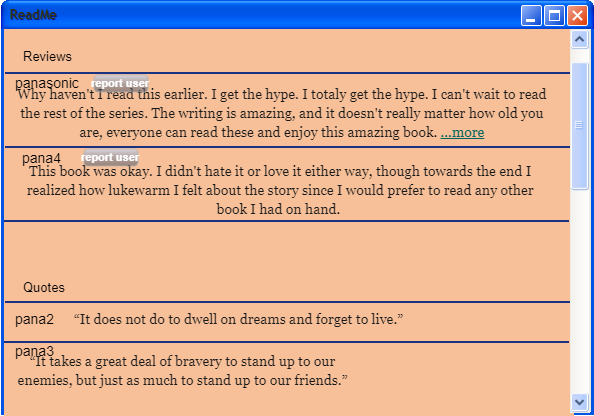 ReadMe
Reviews
panasonic report user
Why haven't I read this earlier. I get the hype. I totaly get the hype. I can't wait to read
the rest of the series. The writing is amazing, and it doesn't really matter how old you
are, everyone can read these and enjoy this amazing book. ...more
pana4 report user
This book was okay. I didn't hate it or love it either way, though towards the end I
realized how lukewarm I felt about the story since I would prefer to read any other
book I had on hand.
Quotes
pana2 “It does not do to dwell on dreams and forget to live.”
pana3
“It takes a great deal of bravery to stand up to our
enemies, but just as much to stand up to our friends.”